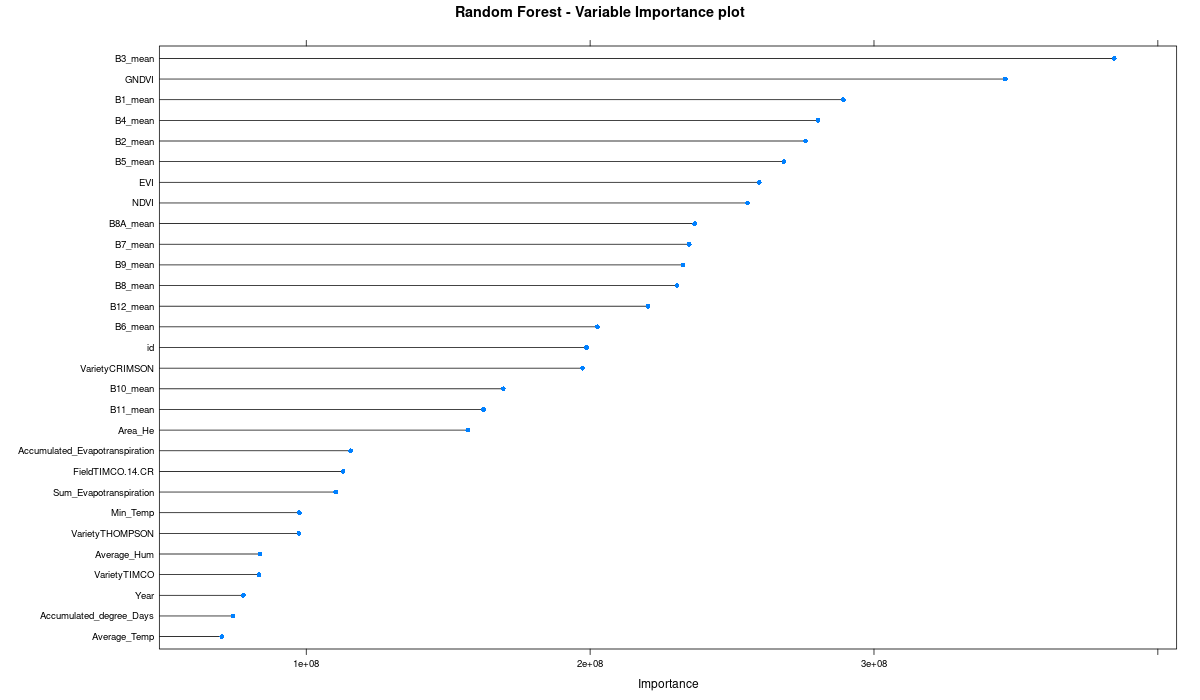 Random Forest - Variable Importance plot
B3_mean
GNDVI
B1_mean
B4_mean
B2_mean
B5_mean
EVI
NDVI
B8A_mean
B7_mean
B9_mean
B8_mean
B12_mean
B6_mean
id
VarietyCRIMSON
B10_mean
B11_mean
Area_He
Accumulated_Evapotranspiration
FieldTIMCO.14.CR
Sum_Evapotranspiration
Min_Temp
VarietyTHOMPSON
Average_Hum
VarietyTIMCO
Year
Accumulated_degree_Days
Average_Temp
1e+08 2e+08 3e+08
Importance